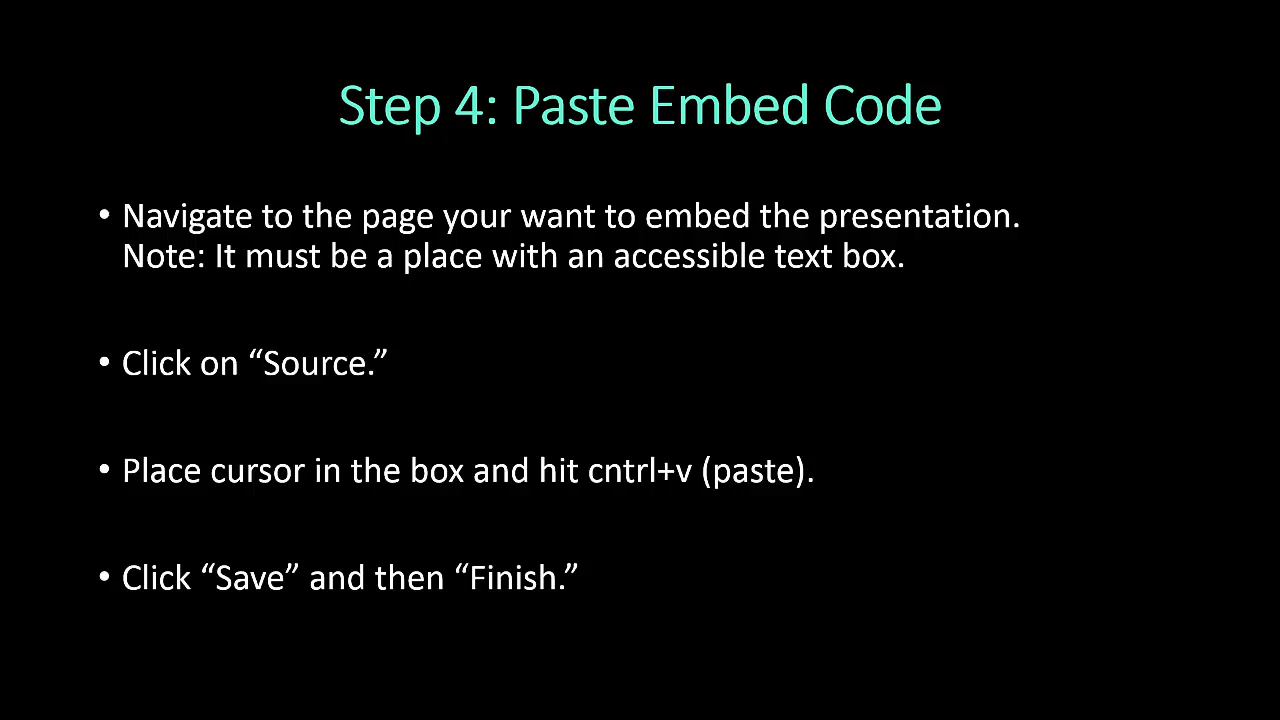 Step 4: Paste Embed Code
• Navigate to the page your want to embed the presentation.
Note: It must be a place with an accessible text box.
• Click on “Source.”
• Place cursor in the box and hit cntrl+v (paste).
• Click “Save” and then “Finish.”